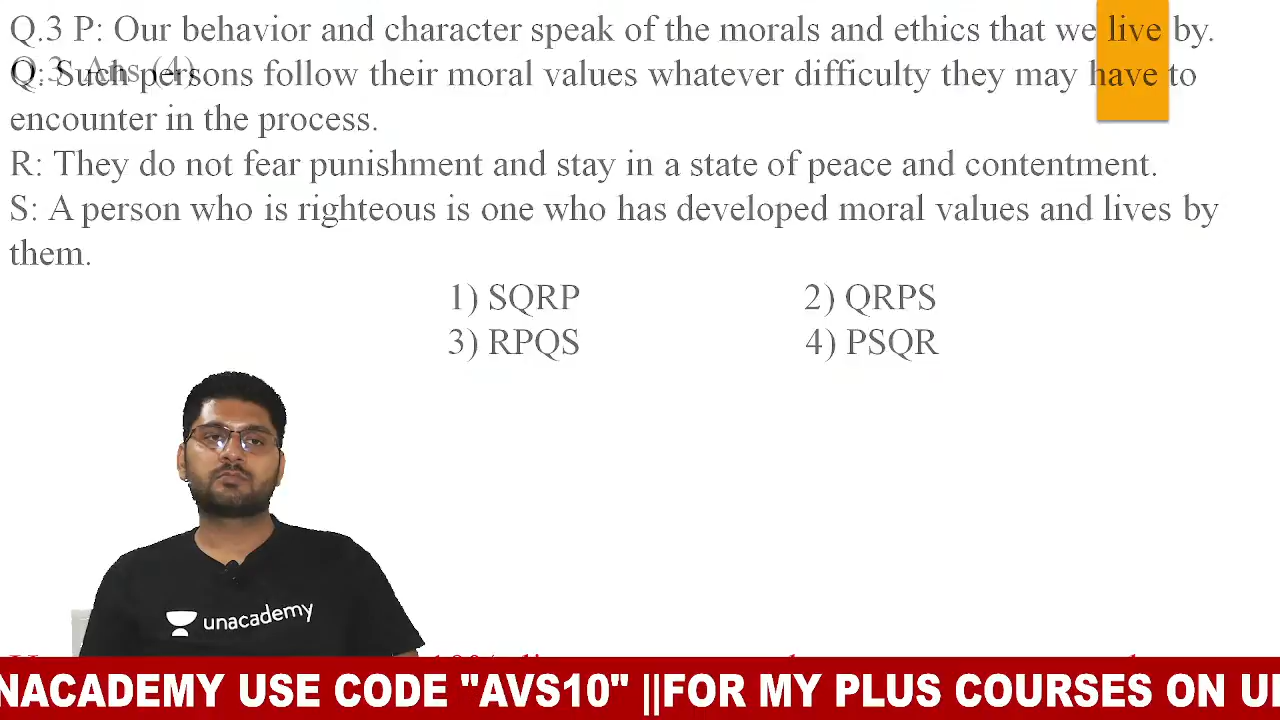 Q.3 P: Our behavior and character speak of the morals and ethics that we live by.
Q.3 Ans (4)
Q: Such persons follow their moral values whatever difficulty they may have to
encounter in the process.
R: They do not fear punishment and stay in a state of peace and contentment.
S: A person who is righteous is one who has developed moral values and lives by
them.
1) SQRP 2) QRPS
3) RPQS 4) PSQR
unacademy
NACADEMY USE CODE "AVS10" ||FOR MY PLUS COURSES ON